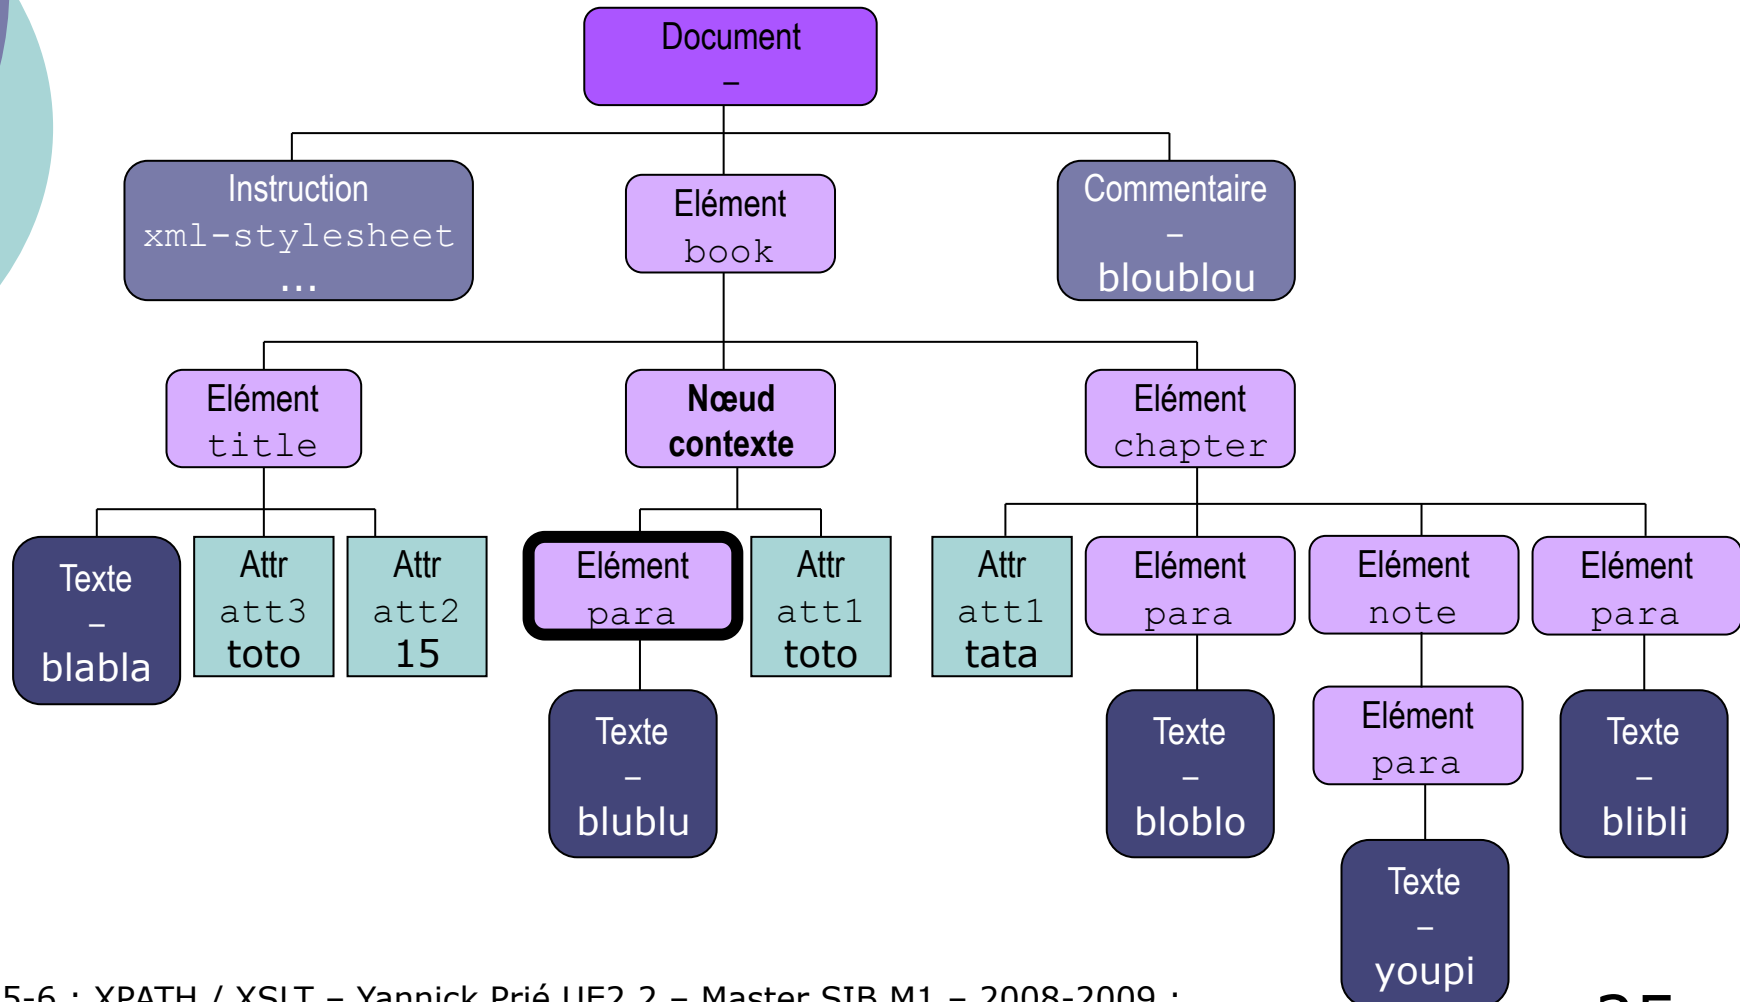 Document
–
Instruction
xml-stylesheet
...
Elément
book
Commentaire
–
bloublou
Elément
title
Nœud
contexte
Elément
chapter
Texte
–
blabla
Attr
att3
toto
Attr
att2
15
Elément
para
Attr
att1
toto
Attr
att1
tata
Elément
para
Elément
note
Elément
para
Texte
–
blublu
Texte
–
bloblo
Elément
para
Texte
–
blibli
Texte
–
youpi
5-6 : XPATH / XSLT – Yannick Prié UE2.2 – Master SIB M1 – 2008-2009 :